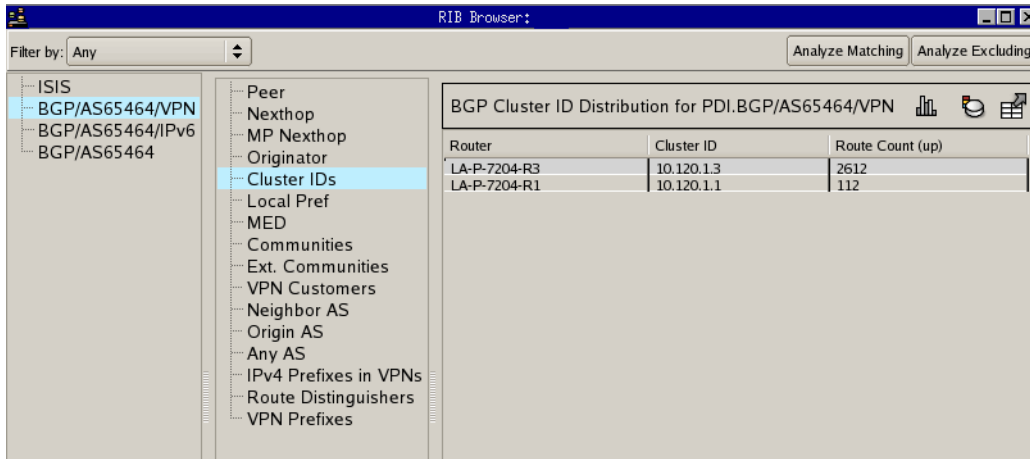 RIB Browser:
Filter by: Any
Analyze Matching
Analyze Excluding
ISIS
BGP/AS65464/VPN
BGP/AS65464/IPv6
BGP/AS65464
Peer
Nexthop
MP Nexthop
Originator
Cluster IDs
Local Pref
MED
Communities
Ext. Communities
VPN Customers
Neighbor AS
Origin AS
Any AS
IPv4 Prefixes in VPNs
Route Distinguishers
VPN Prefixes
BGP Cluster ID Distribution for PDI.BGP/AS65464/VPN
Router Cluster ID Route Count (up)
LA-P-7204-R3 10.120.1.3 2612
LA-P-7204-R1 10.120.1.1 112